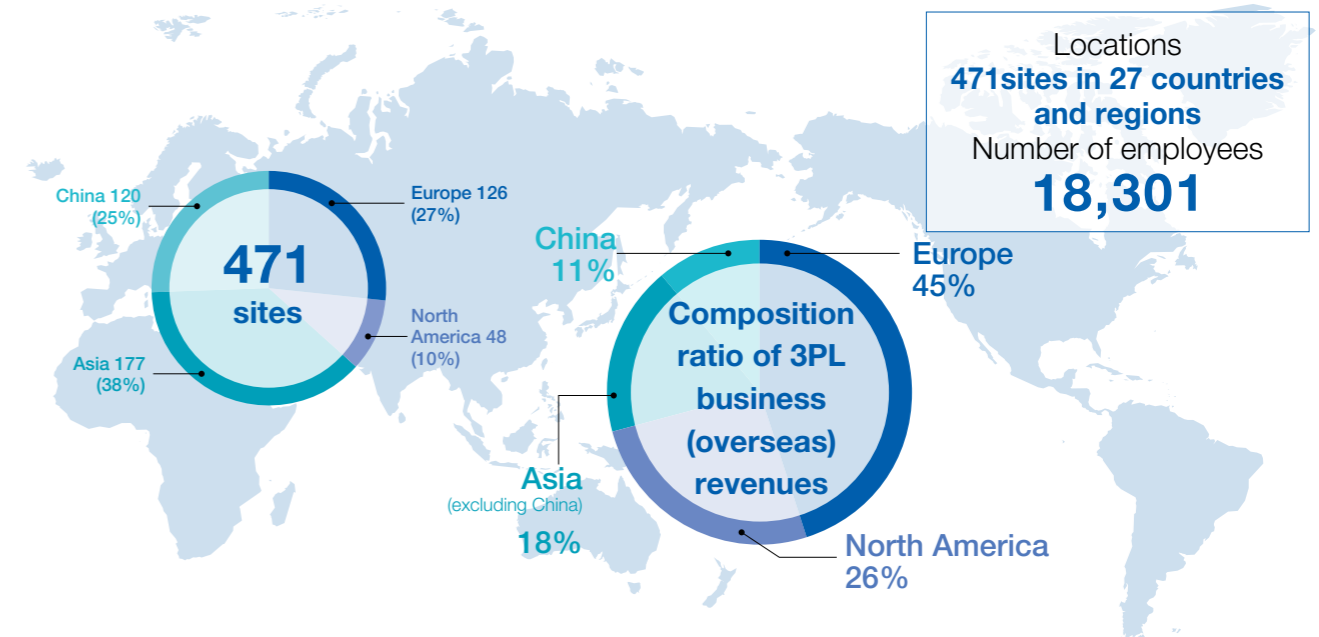 Locations
471sites in 27 countries
and regions
Number of employees
18,301
China 120
(25%)
Europe 126
(27%)
471
sites
North
America 48
(10%)
Asia 177
(38%)
China
11%
Europe
45%
Composition
ratio of 3PL
business
(overseas)
revenues
Asia
(excluding China)
18%
North America
26%